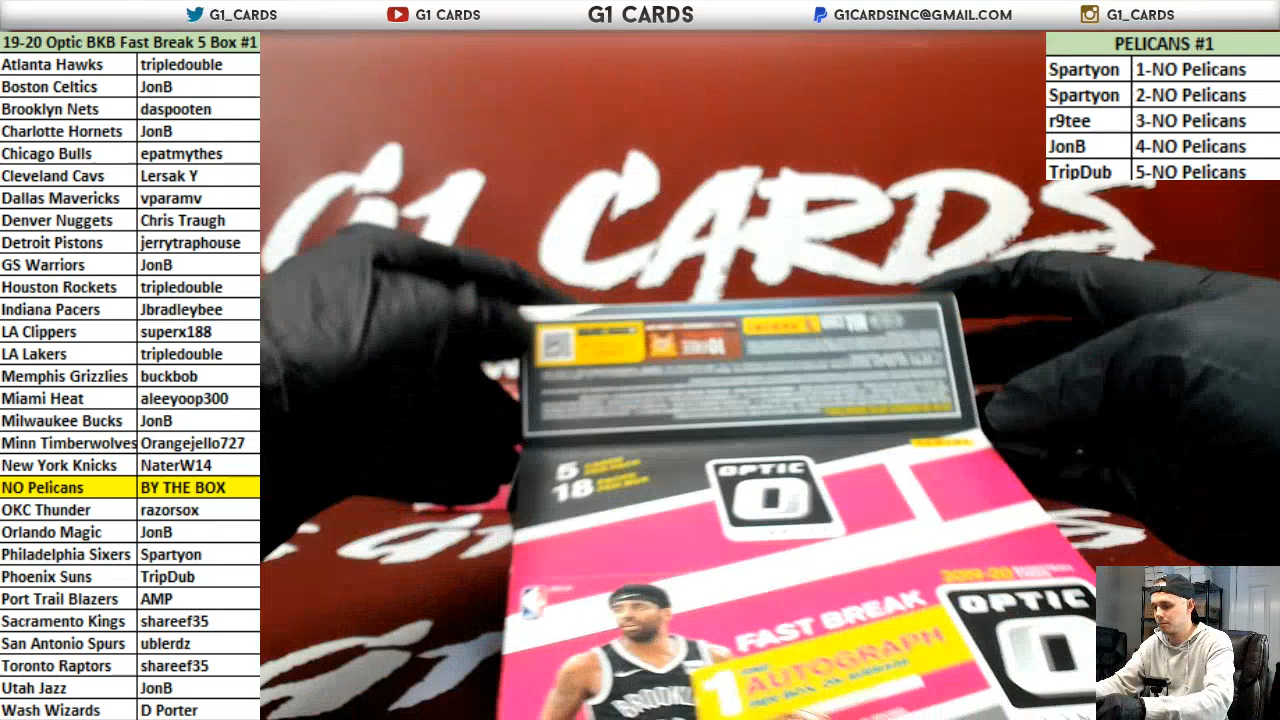 G1_CARDS
G1 CARDS
G1 CARDS
G1CARDSINC@GMAIL.COM
G1_CARDS
19-20 Optic BKB Fast Break 5 Box #1
Atlanta Hawks tripledouble
Boston Celtics JonB
Brooklyn Nets daspooten
Charlotte Hornets JonB
Chicago Bulls epatmythes
Cleveland Cavs Lersak Y
Dallas Mavericks vparamv
Denver Nuggets Chris Traugh
Detroit Pistons jerrytraphouse
GS Warriors JonB
Houston Rockets tripledouble
Indiana Pacers Jbradleybee
LA Clippers superx188
LA Lakers tripledouble
Memphis Grizzlies buckbob
Miami Heat aleeyoop300
Milwaukee Bucks JonB
Minn Timberwolves Orangejello727
New York Knicks NaterW14
NO Pelicans BY THE BOX
OKC Thunder razorsox
Orlando Magic JonB
Philadelphia Sixers Spartyon
Phoenix Suns TripDub
Port Trail Blazers AMP
Sacramento Kings shareef35
San Antonio Spurs ublerdz
Toronto Raptors shareef35
Utah Jazz JonB
Wash Wizards D Porter
PELICANS #1
Spartyon 1-NO Pelicans
Spartyon 2-NO Pelicans
r9tee 3-NO Pelicans
JonB 4-NO Pelicans
TripDub 5-NO Pelicans
G1 CARDS
5
18
OPTIC
2019-20
OPTIC
FAST BREAK
1 AUTOGRAPH
BROOKLYN